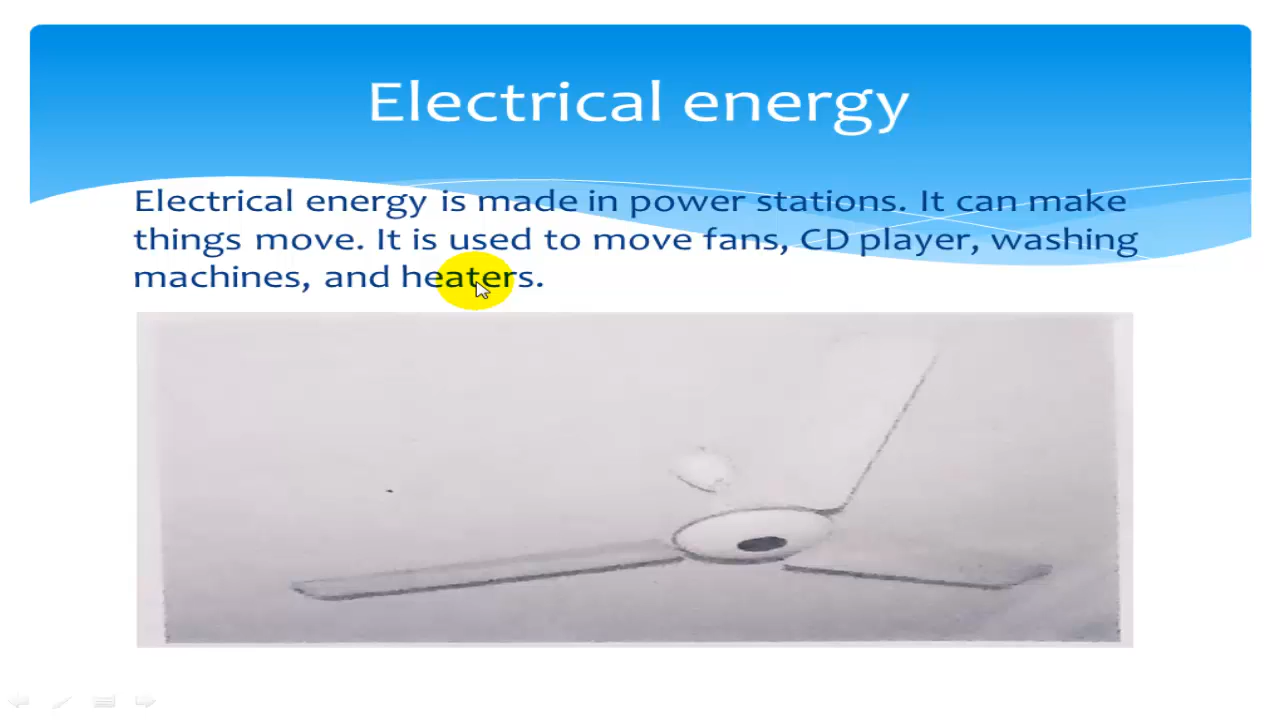 Electrical energy
Electrical energy is made in power stations. It can make
things move. It is used to move fans, CD player, washing
machines, and heaters.